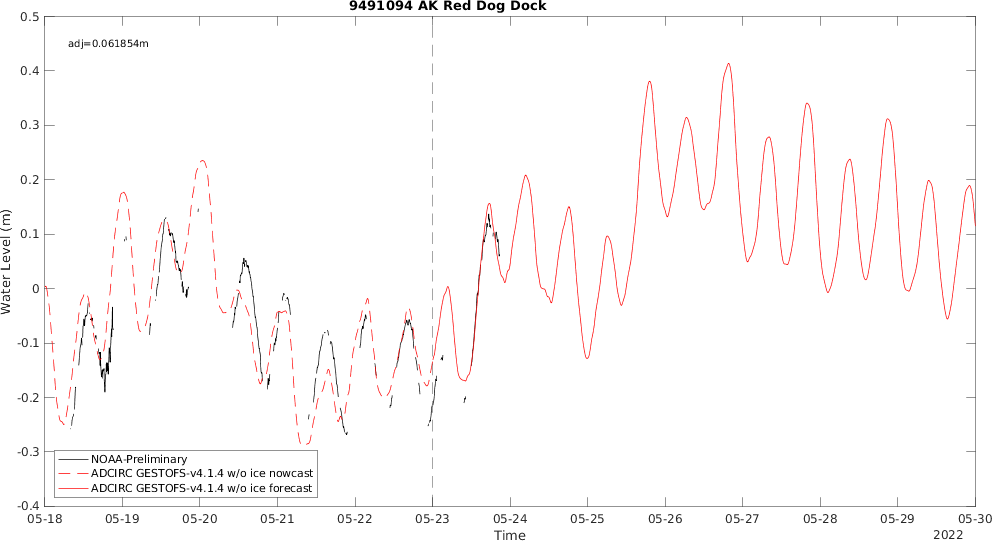 9491094 AK Red Dog Dock
adj=0.061854m
0.5
0.4
0.3
0.2
0.1
0
-0.1
-0.2
-0.3
-0.4
Water Level (m)
NOAA-Preliminary
ADCIRC GESTOFS-v4.1.4 w/o ice nowcast
ADCIRC GESTOFS-v4.1.4 w/o ice forecast
05-18 05-19 05-20 05-21 05-22 05-23 05-24 05-25 05-26 05-27 05-28 05-29 05-30
Time
2022